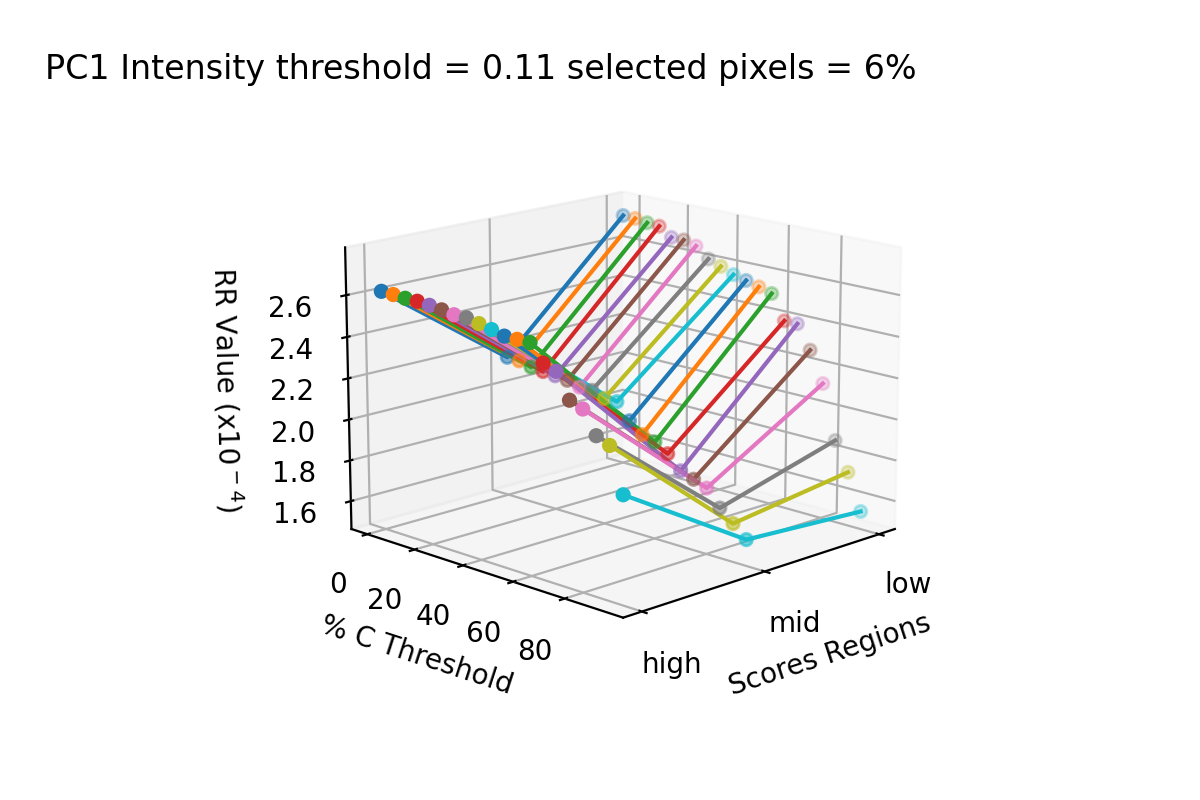 PC1 Intensity threshold = 0.11 selected pixels = 6%
RR Value (x10⁻⁴)
2.6
2.4
2.2
2.0
1.8
1.6
0
20
40
60
80
% C Threshold
high
mid
low
Scores Regions